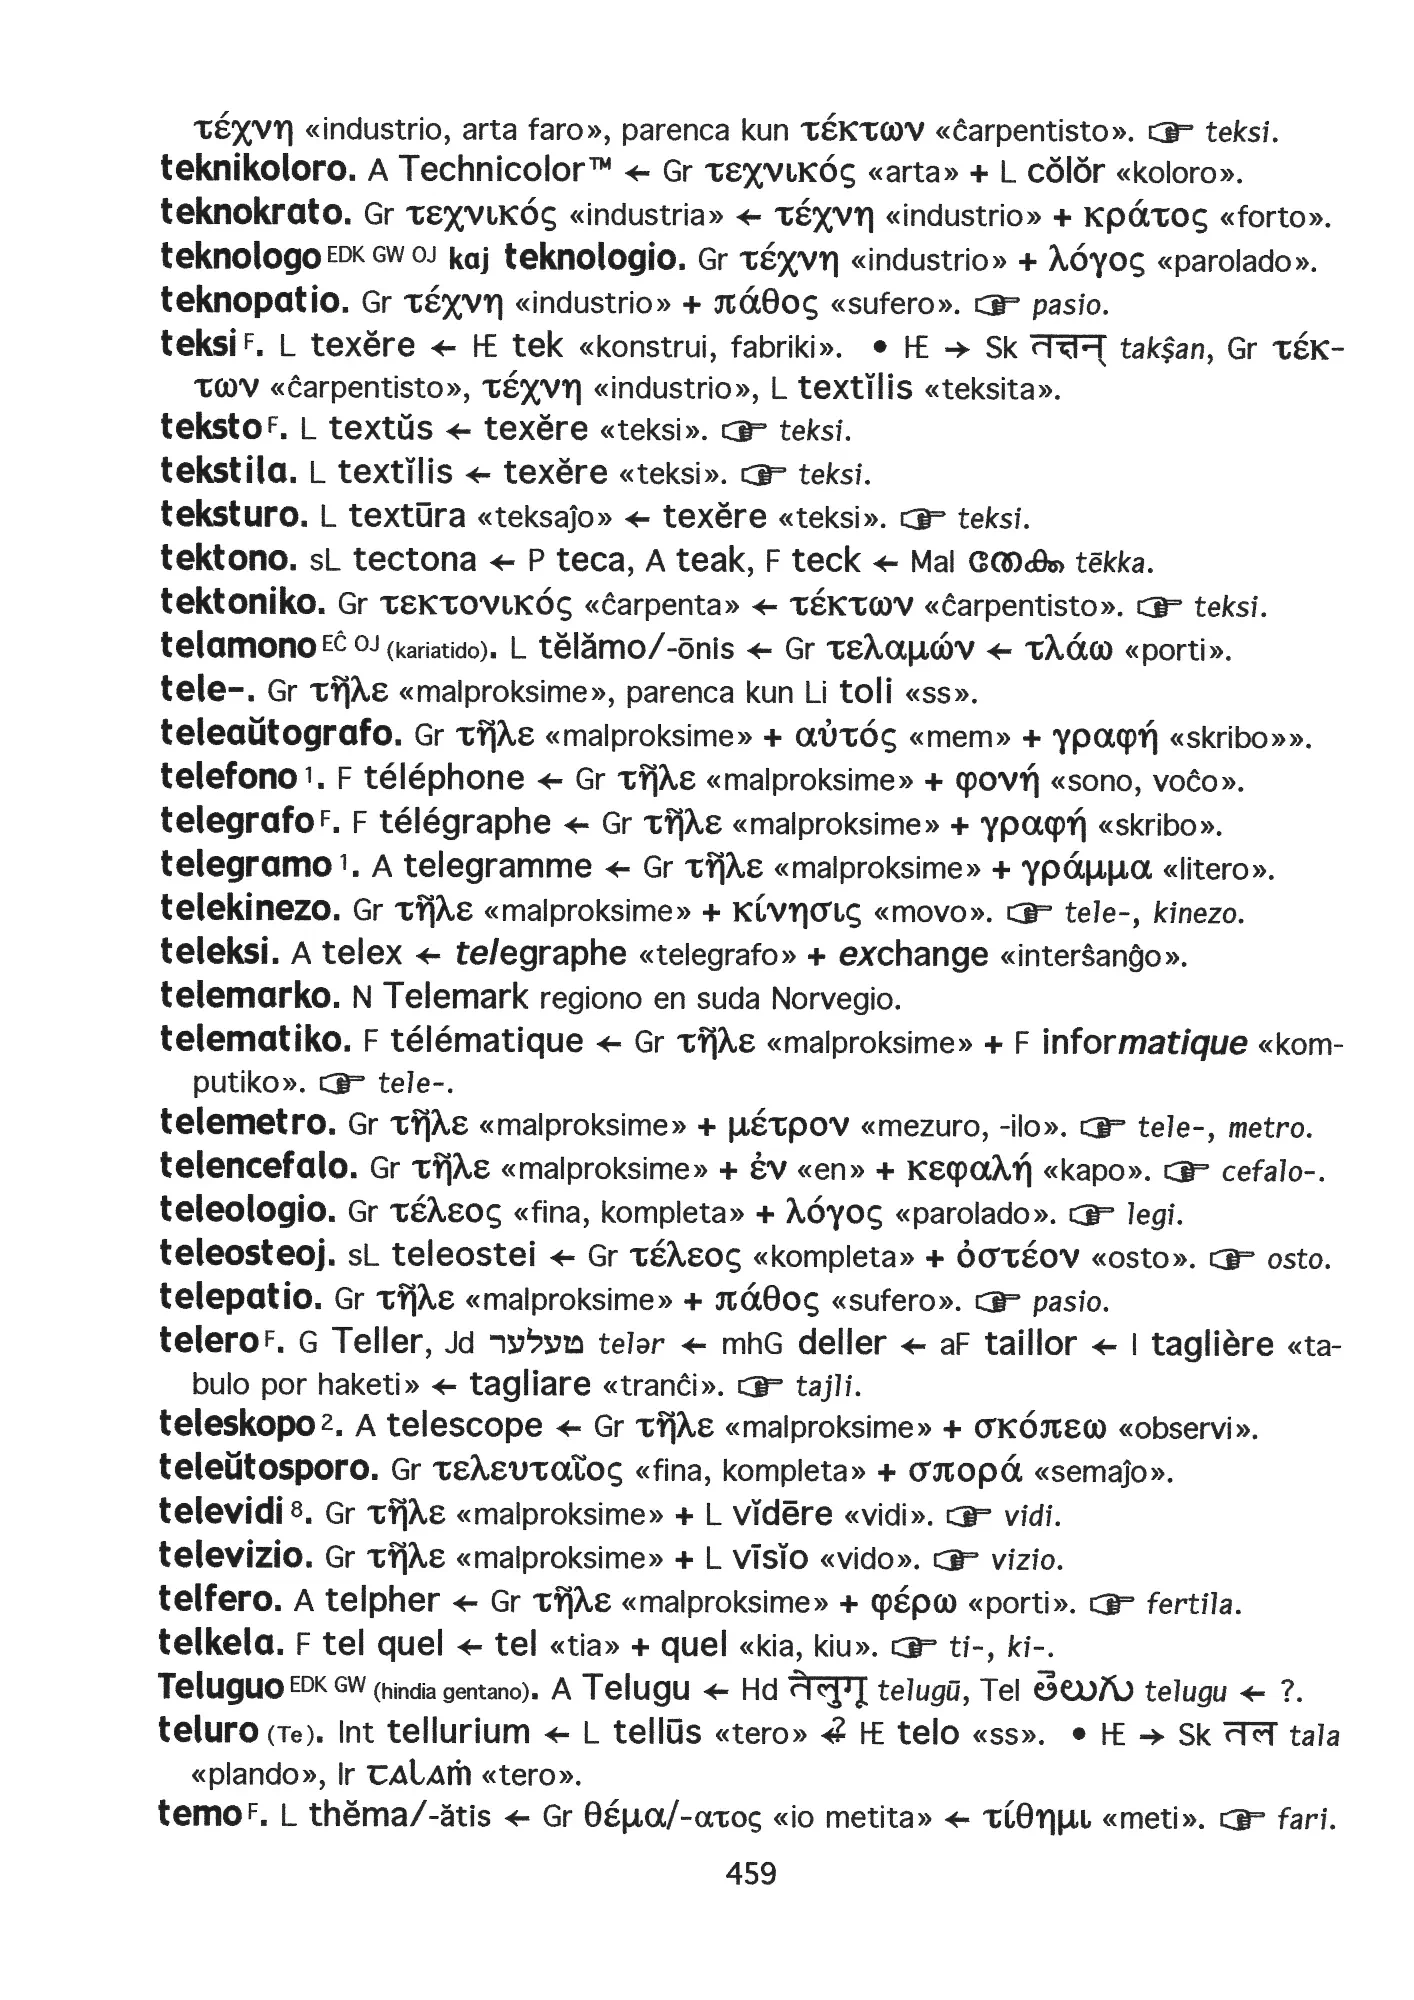 τέχνη «industrio, arta faro», parenca kun τέκτων «ĉarpentisto». ☞ teksi.
teknikoloro. A Technicolor™ ← Gr τεχνικός «arta» + L cŏlŏr «koloro».
teknokrato. Gr τεχνικός «industria» ← τέχνη «industrio» + κράτος «forto».
teknologo EDK GW OJ kaj teknologio. Gr τέχνη «industrio» + λόγος «parolado».
teknopatio. Gr τέχνη «industrio» + πάθος «sufero». ☞ pasio.
teksi F. L texĕre ← IE tek «konstrui, fabriki». • IE → Sk तक्षन् takṣan, Gr τέκ-
των «ĉarpentisto», τέχνη «industrio», L textĭlis «teksita».
teksto F. L textŭs ← texĕre «teksi». ☞ teksi.
tekstila. L textĭlis ← texĕre «teksi». ☞ teksi.
teksturo. L textūra «teksaĵo» ← texĕre «teksi». ☞ teksi.
tektono. sL tectona ← P teca, A teak, F teck ← Mal തേക്ക tēkka.
tektoniko. Gr τεκτονικός «ĉarpenta» ← τέκτων «ĉarpentisto». ☞ teksi.
telamono EĈ OJ (kariatido). L tĕlămo/-ōnis ← Gr τελαμών ← τλάω «porti».
tele-. Gr τῆλε «malproksime», parenca kun Li toli «ss».
teleaŭtografo. Gr τῆλε «malproksime» + αὐτός «mem» + γραφή «skribo»».
telefono 1. F téléphone ← Gr τῆλε «malproksime» + φονή «sono, voĉo».
telegrafo F. F télégraphe ← Gr τῆλε «malproksime» + γραφή «skribo».
telegramo 1. A telegramme ← Gr τῆλε «malproksime» + γράμμα «litero».
telekinezo. Gr τῆλε «malproksime» + κίνησις «movo». ☞ tele-, kinezo.
teleksi. A telex ← telegraphe «telegrafo» + exchange «interŝanĝo».
telemarko. N Telemark regiono en suda Norvegio.
telematiko. F télématique ← Gr τῆλε «malproksime» + F informatique «kom-
putiko». ☞ tele-.
telemetro. Gr τῆλε «malproksime» + μέτρον «mezuro, -ilo». ☞ tele-, metro.
telencefalo. Gr τῆλε «malproksime» + ἐν «en» + κεφαλή «kapo». ☞ cefalo-.
teleologio. Gr τέλεος «fina, kompleta» + λόγος «parolado». ☞ legi.
teleosteoj. sL teleostei ← Gr τέλεος «kompleta» + ὀστέον «osto». ☞ osto.
telepatio. Gr τῆλε «malproksime» + πάθος «sufero». ☞ pasio.
telero F. G Teller, Jd טעלער telər ← mhG deller ← aF taillor ← I taglière «ta-
bulo por haketi» ← tagliare «tranĉi». ☞ tajli.
teleskopo 2. A telescope ← Gr τῆλε «malproksime» + σκόπεω «observi».
teleŭtosporo. Gr τελευταῖος «fina, kompleta» + σπορά «semaĵo».
televidi 8. Gr τῆλε «malproksime» + L vĭdēre «vidi». ☞ vidi.
televizio. Gr τῆλε «malproksime» + L vīsĭo «vido». ☞ vizio.
telfero. A telpher ← Gr τῆλε «malproksime» + φέρω «porti». ☞ fertila.
telkela. F tel quel ← tel «tia» + quel «kia, kiu». ☞ ti-, ki-.
Teluguo EDK GW (hindia gentano). A Telugu ← Hd तेलुगू telugū, Tel తెలుగు telugu ← ?.
teluro (Te). Int tellurium ← L tellūs «tero» ⇐? IE telo «ss». • IE → Sk तल tala
«plando», Ir talaṁ «tero».
temo F. L thĕma/-ătis ← Gr θέμα/-ατος «io metita» ← τίθημι «meti». ☞ fari.
459